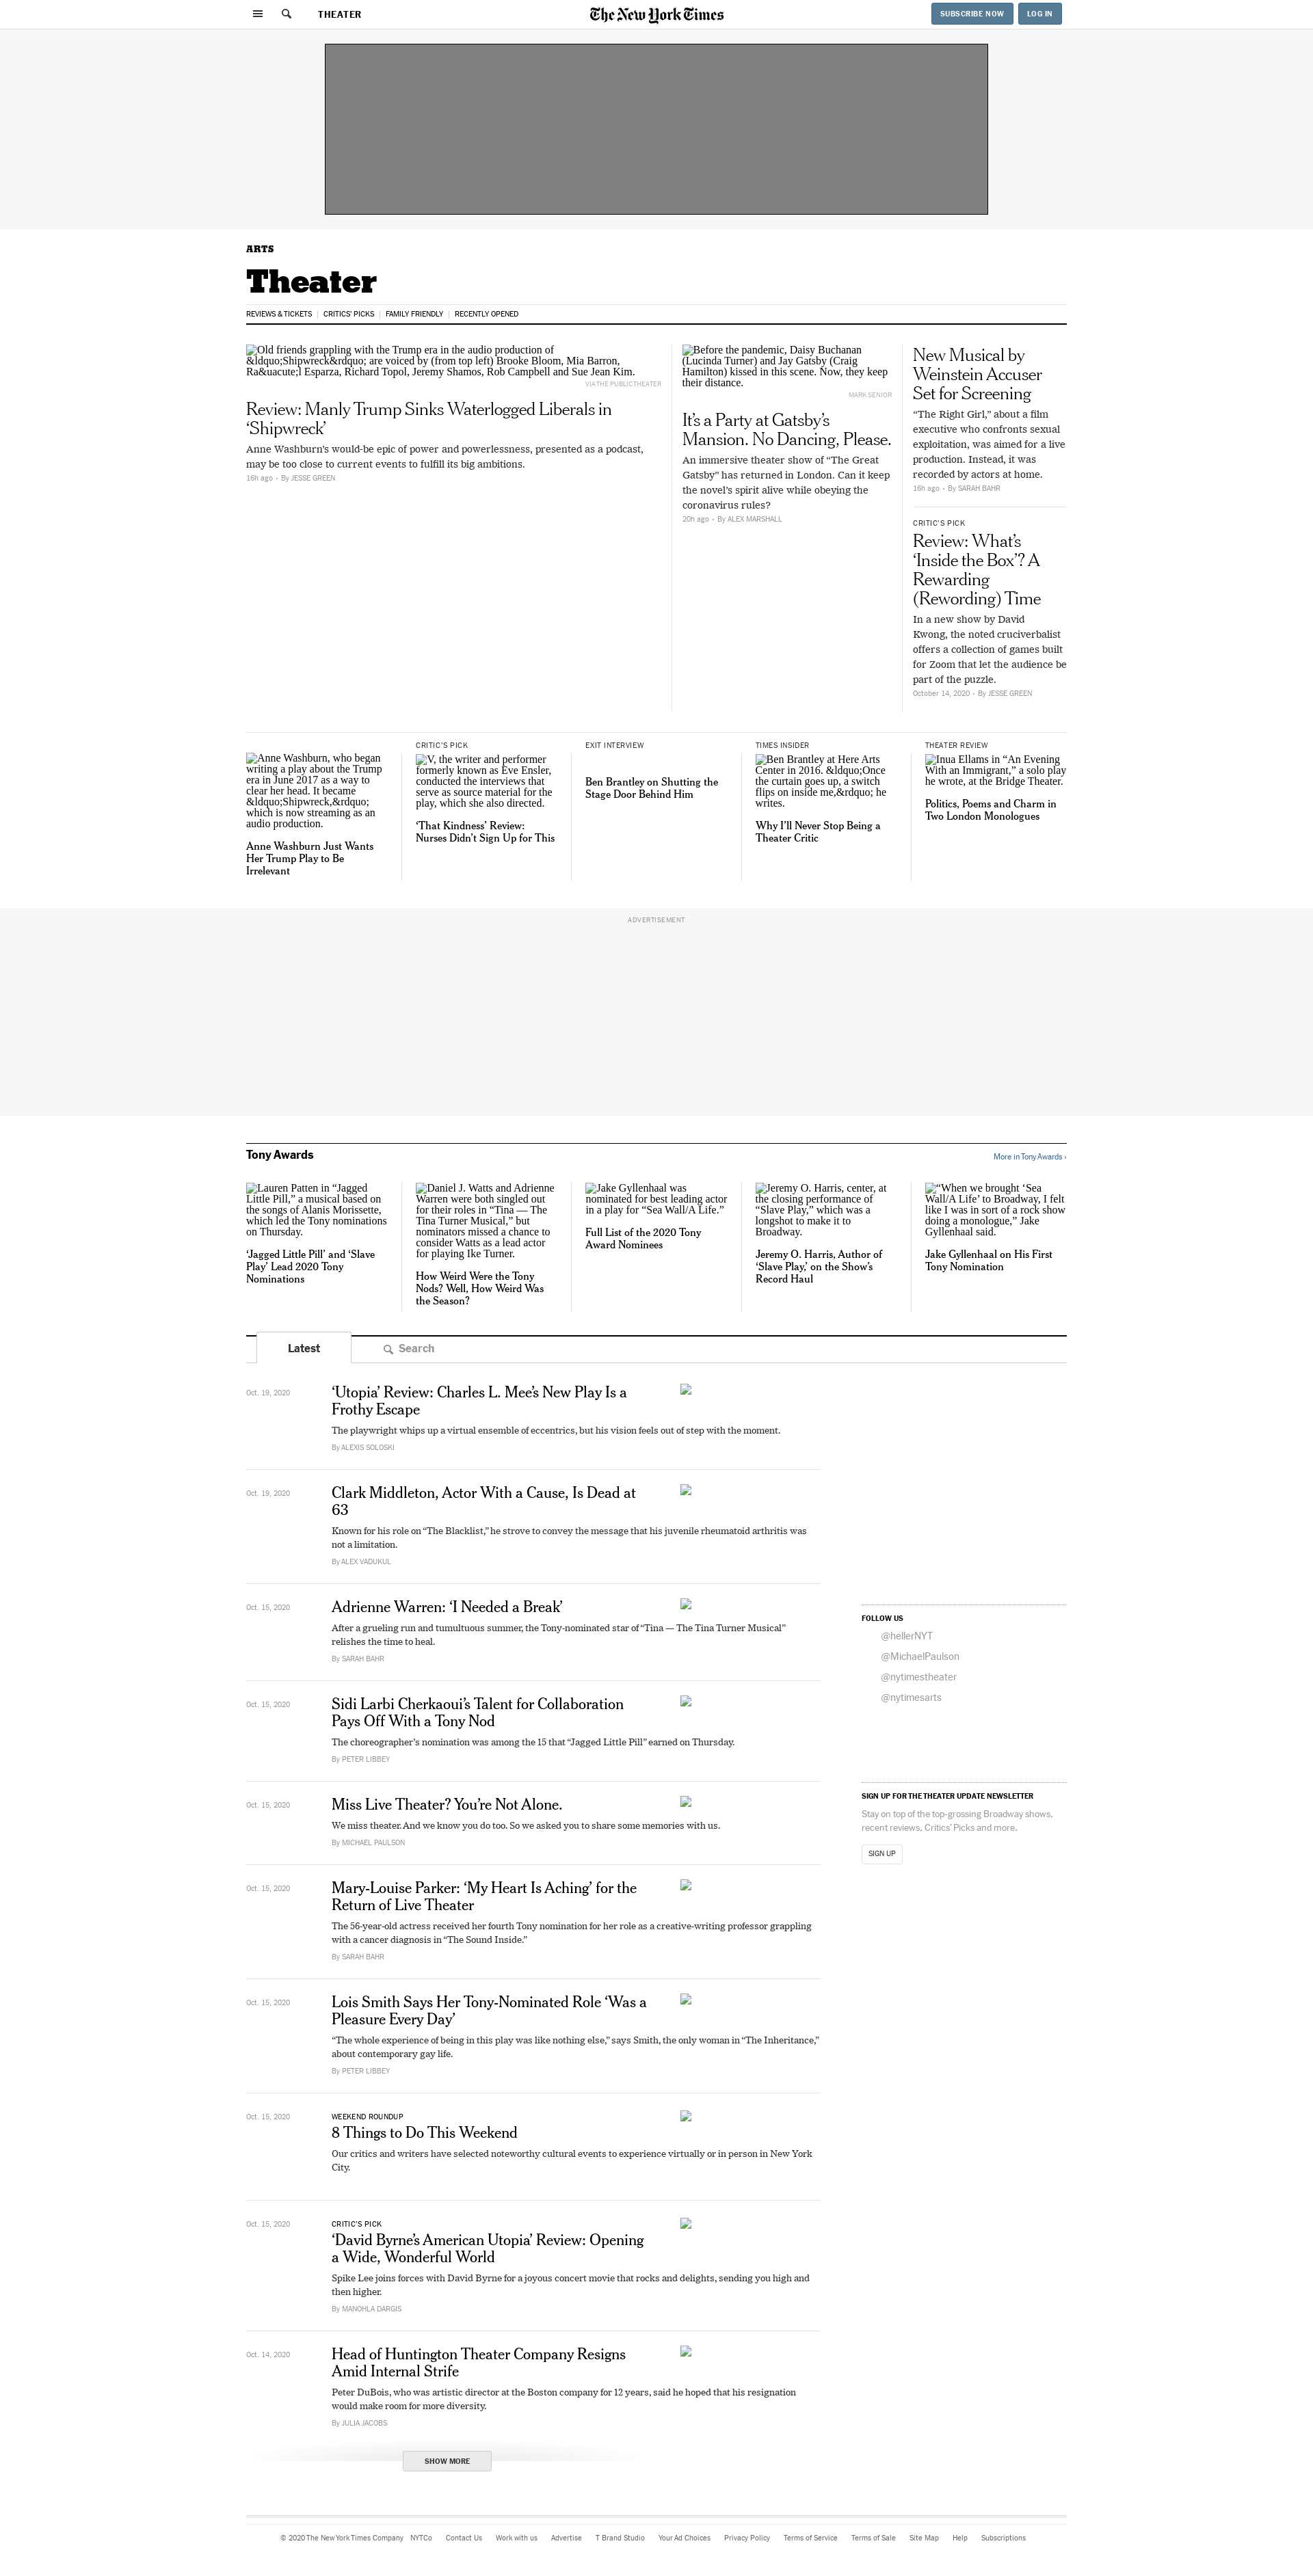 THEATER
The New York Times
SUBSCRIBE NOW
LOG IN
ARTS
Theater
REVIEWS & TICKETS | CRITICS' PICKS | FAMILY FRIENDLY | RECENTLY OPENED
Old friends grappling with the Trump era in the audio production of
&ldquo;Shipwreck&rdquo; are voiced by (from top left) Brooke Bloom, Mia Barron,
Ra&uacute;l Esparza, Richard Topol, Jeremy Shamos, Rob Campbell and Sue Jean Kim.
VIA THE PUBLIC THEATER
Review: Manly Trump Sinks Waterlogged Liberals in
‘Shipwreck’
Anne Washburn’s would-be epic of power and powerlessness, presented as a podcast,
may be too close to current events to fulfill its big ambitions.
16h ago • By JESSE GREEN
Before the pandemic, Daisy Buchanan
(Lucinda Turner) and Jay Gatsby (Craig
Hamilton) kissed in this scene. Now, they keep
their distance.
MARK SENIOR
It’s a Party at Gatsby’s
Mansion. No Dancing, Please.
An immersive theater show of “The Great
Gatsby” has returned in London. Can it keep
the novel’s spirit alive while obeying the
coronavirus rules?
20h ago • By ALEX MARSHALL
New Musical by
Weinstein Accuser
Set for Screening
“The Right Girl,” about a film
executive who confronts sexual
exploitation, was aimed for a live
production. Instead, it was
recorded by actors at home.
16h ago • By SARAH BAHR
CRITIC’S PICK
Review: What’s
‘Inside the Box’? A
Rewarding
(Rewording) Time
In a new show by David
Kwong, the noted cruciverbalist
offers a collection of games built
for Zoom that let the audience be
part of the puzzle.
October 14, 2020 • By JESSE GREEN
Anne Washburn, who began
writing a play about the Trump
era in June 2017 as a way to
clear her head. It became
&ldquo;Shipwreck,&rdquo;
which is now streaming as an
audio production.
Anne Washburn Just Wants
Her Trump Play to Be
Irrelevant
CRITIC’S PICK
V, the writer and performer
formerly known as Eve Ensler,
conducted the interviews that
serve as source material for the
play, which she also directed.
‘That Kindness’ Review:
Nurses Didn’t Sign Up for This
EXIT INTERVIEW
Ben Brantley on Shutting the
Stage Door Behind Him
TIMES INSIDER
Ben Brantley at Here Arts
Center in 2016. &ldquo;Once
the curtain goes up, a switch
flips on inside me,&rdquo; he
writes.
Why I’ll Never Stop Being a
Theater Critic
THEATER REVIEW
Inua Ellams in “An Evening
With an Immigrant,” a solo play
he wrote, at the Bridge Theater.
Politics, Poems and Charm in
Two London Monologues
ADVERTISEMENT
Tony Awards
More in Tony Awards ›
Lauren Patten in “Jagged
Little Pill,” a musical based on
the songs of Alanis Morissette,
which led the Tony nominations
on Thursday.
‘Jagged Little Pill’ and ‘Slave
Play’ Lead 2020 Tony
Nominations
Daniel J. Watts and Adrienne
Warren were both singled out
for their roles in “Tina — The
Tina Turner Musical,” but
nominators missed a chance to
consider Watts as a lead actor
for playing Ike Turner.
How Weird Were the Tony
Nods? Well, How Weird Was
the Season?
Jake Gyllenhaal was
nominated for best leading actor
in a play for “Sea Wall/A Life.”
Full List of the 2020 Tony
Award Nominees
Jeremy O. Harris, center, at
the closing performance of
“Slave Play,” which was a
longshot to make it to
Broadway.
Jeremy O. Harris, Author of
‘Slave Play,’ on the Show’s
Record Haul
“When we brought ‘Sea
Wall/A Life’ to Broadway, I felt
like I was in sort of a rock show
doing a monologue,” Jake
Gyllenhaal said.
Jake Gyllenhaal on His First
Tony Nomination
Latest
Search
Oct. 19, 2020
‘Utopia’ Review: Charles L. Mee’s New Play Is a
Frothy Escape
The playwright whips up a virtual ensemble of eccentrics, but his vision feels out of step with the moment.
By ALEXIS SOLOSKI
Oct. 19, 2020
Clark Middleton, Actor With a Cause, Is Dead at
63
Known for his role on “The Blacklist,” he strove to convey the message that his juvenile rheumatoid arthritis was
not a limitation.
By ALEX VADUKUL
Oct. 15, 2020
Adrienne Warren: ‘I Needed a Break’
After a grueling run and tumultuous summer, the Tony-nominated star of “Tina — The Tina Turner Musical”
relishes the time to heal.
By SARAH BAHR
Oct. 15, 2020
Sidi Larbi Cherkaoui’s Talent for Collaboration
Pays Off With a Tony Nod
The choreographer’s nomination was among the 15 that “Jagged Little Pill” earned on Thursday.
By PETER LIBBEY
Oct. 15, 2020
Miss Live Theater? You’re Not Alone.
We miss theater. And we know you do too. So we asked you to share some memories with us.
By MICHAEL PAULSON
Oct. 15, 2020
Mary-Louise Parker: ‘My Heart Is Aching’ for the
Return of Live Theater
The 56-year-old actress received her fourth Tony nomination for her role as a creative-writing professor grappling
with a cancer diagnosis in “The Sound Inside.”
By SARAH BAHR
Oct. 15, 2020
Lois Smith Says Her Tony-Nominated Role ‘Was a
Pleasure Every Day’
“The whole experience of being in this play was like nothing else,” says Smith, the only woman in “The Inheritance,”
about contemporary gay life.
By PETER LIBBEY
Oct. 15, 2020
WEEKEND ROUNDUP
8 Things to Do This Weekend
Our critics and writers have selected noteworthy cultural events to experience virtually or in person in New York
City.
Oct. 15, 2020
CRITIC’S PICK
‘David Byrne’s American Utopia’ Review: Opening
a Wide, Wonderful World
Spike Lee joins forces with David Byrne for a joyous concert movie that rocks and delights, sending you high and
then higher.
By MANOHLA DARGIS
Oct. 14, 2020
Head of Huntington Theater Company Resigns
Amid Internal Strife
Peter DuBois, who was artistic director at the Boston company for 12 years, said he hoped that his resignation
would make room for more diversity.
By JULIA JACOBS
SHOW MORE
FOLLOW US
@hellerNYT
@MichaelPaulson
@nytimestheater
@nytimesarts
SIGN UP FOR THE THEATER UPDATE NEWSLETTER
Stay on top of the top-grossing Broadway shows,
recent reviews, Critics’ Picks and more.
SIGN UP
© 2020 The New York Times Company NYTCo Contact Us Work with us Advertise T Brand Studio Your Ad Choices Privacy Policy Terms of Service Terms of Sale Site Map Help Subscriptions